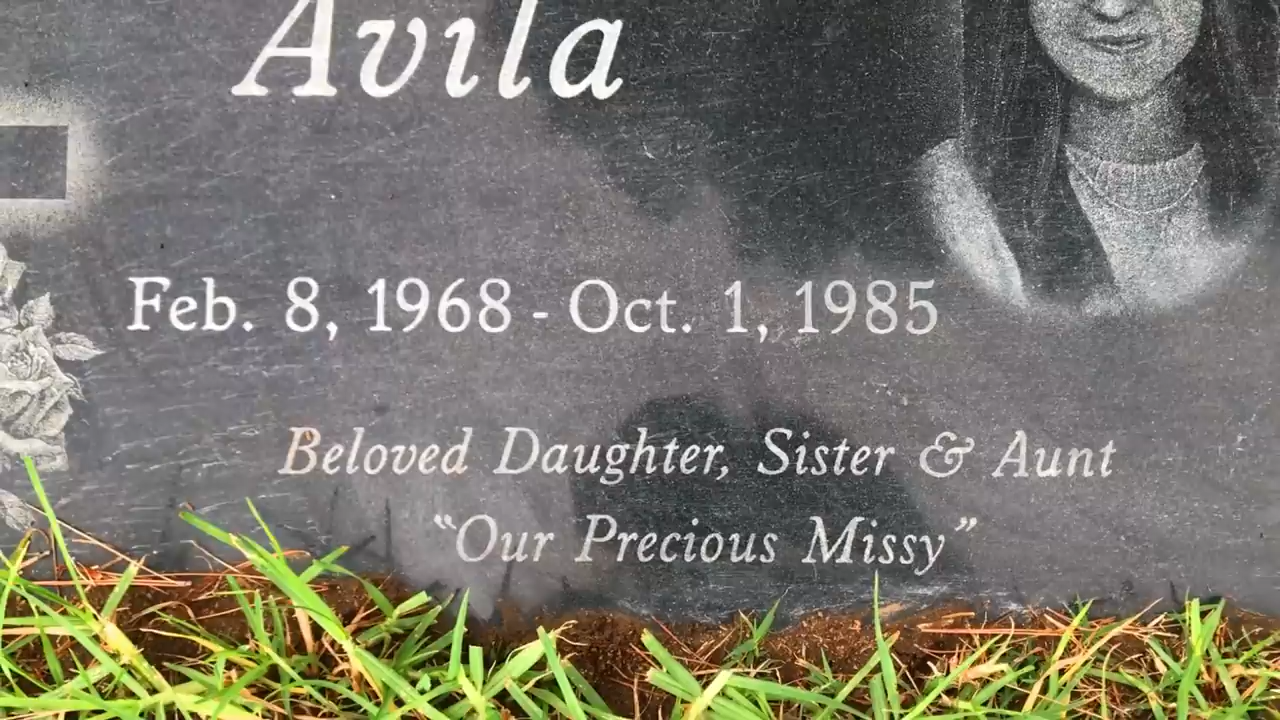 Avila
Feb. 8, 1968 - Oct. 1, 1985
Beloved Daughter, Sister & Aunt
“Our Precious Missy”